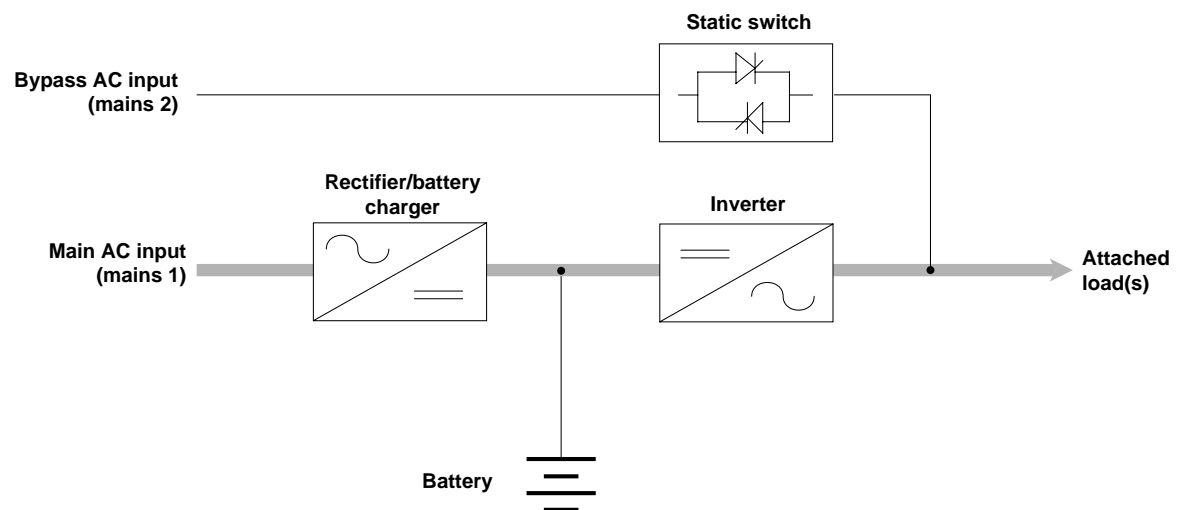 Static switch
Bypass AC input
(mains 2)
Rectifier/battery
charger
Inverter
Main AC input
(mains 1)
Attached
load(s)
Battery